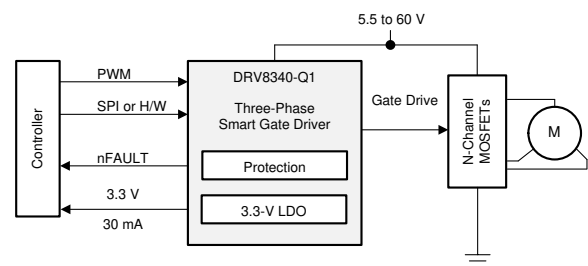 5.5 to 60 V
Controller
PWM
SPI or H/W
nFAULT
3.3 V
30 mA
DRV8340-Q1
Three-Phase
Smart Gate Driver
Protection
3.3-V LDO
Gate Drive
N-Channel
MOSFETs
M